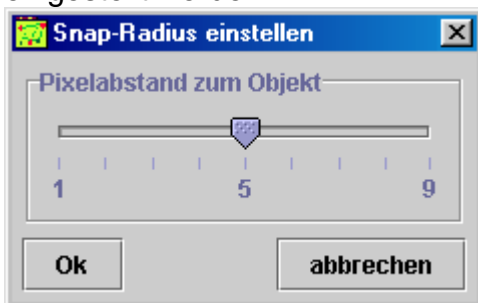 Snap-Radius einstellen
Pixelabstand zum Objekt
1 5 9
Ok abbrechen